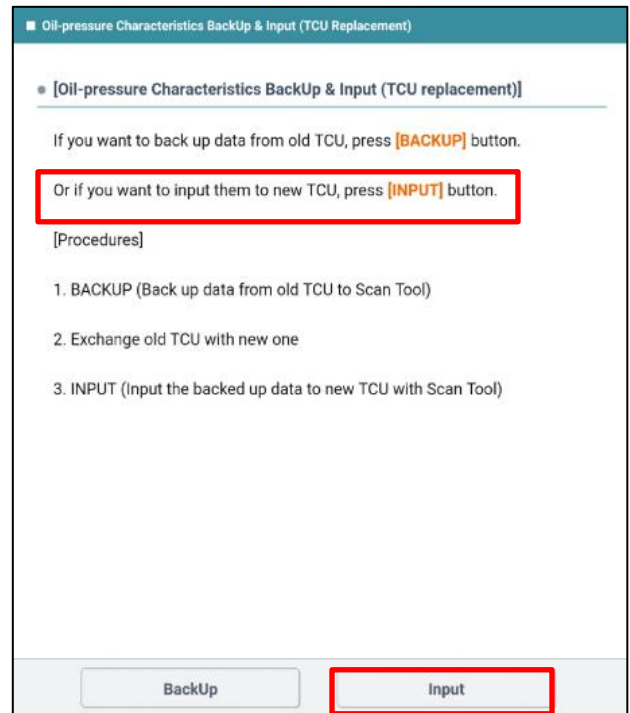 Oil-pressure Characteristics BackUp & Input (TCU Replacement)
[Oil-pressure Characteristics BackUp & Input (TCU replacement)]
If you want to back up data from old TCU, press [BACKUP] button.
Or if you want to input them to new TCU, press [INPUT] button.
[Procedures]
1. BACKUP (Back up data from old TCU to Scan Tool)
2. Exchange old TCU with new one
3. INPUT (Input the backed up data to new TCU with Scan Tool)
BackUp
Input